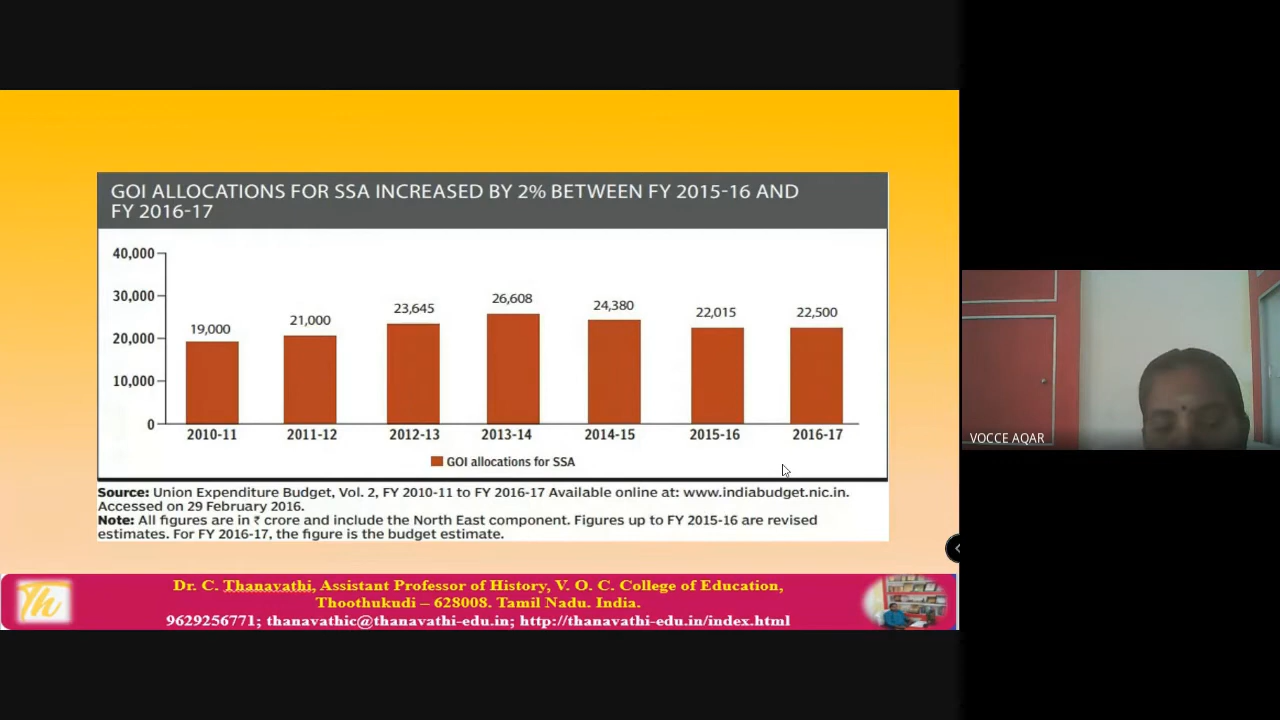 GOI ALLOCATIONS FOR SSA INCREASED BY 2% BETWEEN FY 2015-16 AND
FY 2016-17
40,000
30,000
20,000
10,000
0
19,000
21,000
23,645
26,608
24,380
22,015
22,500
2010-11
2011-12
2012-13
2013-14
2014-15
2015-16
2016-17
GOI allocations for SSA
Source: Union Expenditure Budget, Vol. 2, FY 2010-11 to FY 2016-17 Available online at: www.indiabudget.nic.in.
Accessed on 29 February 2016.
Note: All figures are in ₹ crore and include the North East component. Figures up to FY 2015-16 are revised
estimates. For FY 2016-17, the figure is the budget estimate.
Th
Dr. C. Thanavathi, Assistant Professor of History, V. O. C. College of Education,
Thoothukudi – 628008. Tamil Nadu. India.
9629256771; thanavathic@thanavathi-edu.in; http://thanavathi-edu.in/index.html
VOCCE AQAR